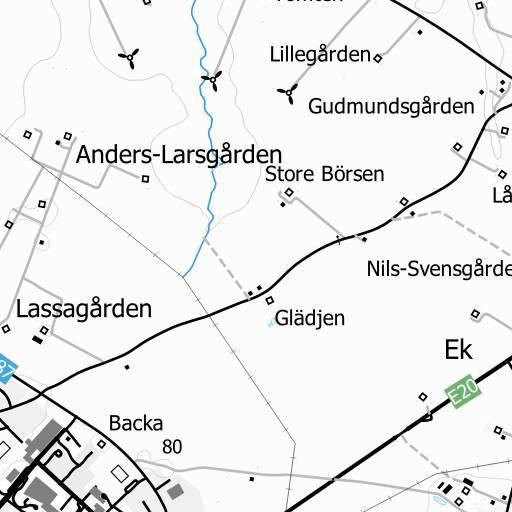 Lillegården
Gudmundsgården
Anders-Larsgården
Store Börsen
Nils-Svensgårde
Lassagården
Glädjen
Ek
E20
Backa
80